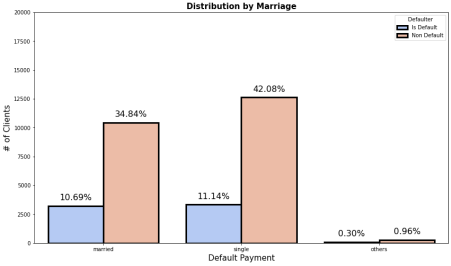 Distribution by Marriage
Defaulter
Is Default
Non Default
# of Clients
20000
17500
15000
12500
10000
7500
5000
2500
0
10.69%
34.84%
11.14%
42.08%
0.30%
0.96%
married
single
others
Default Payment